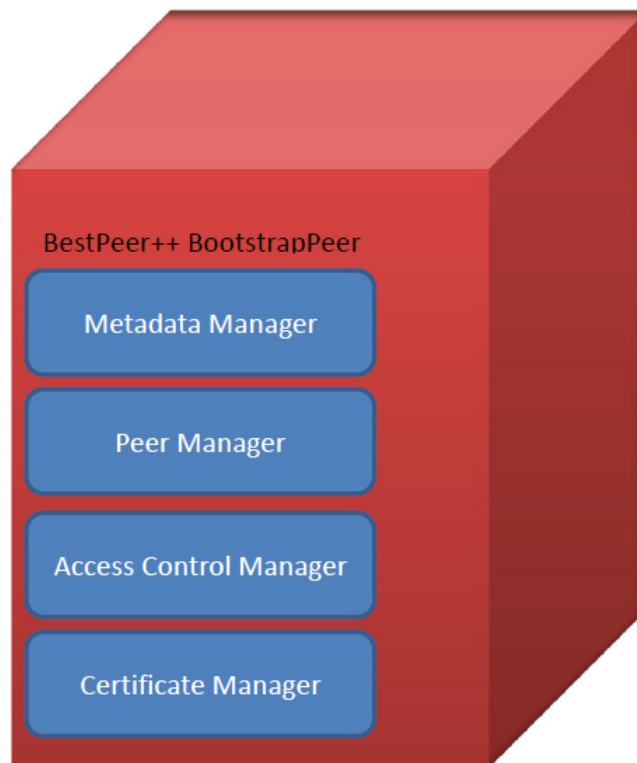 BestPeer++ BootstrapPeer
Metadata Manager
Peer Manager
Access Control Manager
Certificate Manager